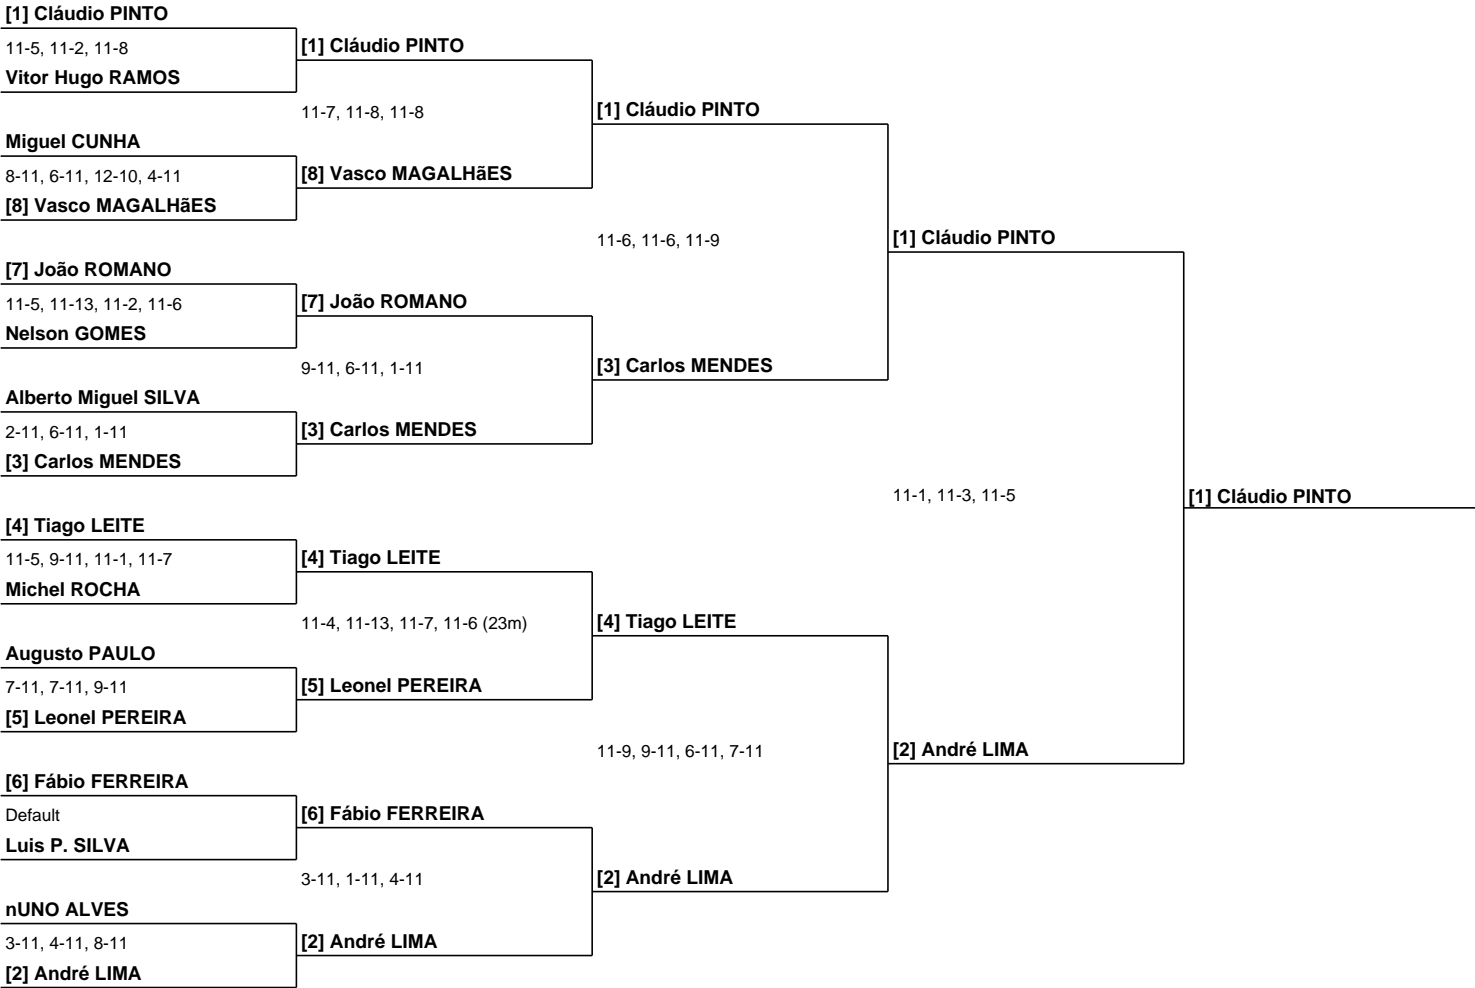 [1] Cláudio PINTO
11-5, 11-2, 11-8
[1] Cláudio PINTO
Vitor Hugo RAMOS
11-7, 11-8, 11-8
[1] Cláudio PINTO
Miguel CUNHA
8-11, 6-11, 12-10, 4-11
[8] Vasco MAGALHãES
[8] Vasco MAGALHãES
11-6, 11-6, 11-9
[1] Cláudio PINTO
[7] João ROMANO
11-5, 11-13, 11-2, 11-6
[7] João ROMANO
Nelson GOMES
9-11, 6-11, 1-11
[3] Carlos MENDES
Alberto Miguel SILVA
2-11, 6-11, 1-11
[3] Carlos MENDES
[3] Carlos MENDES
11-1, 11-3, 11-5
[1] Cláudio PINTO
[4] Tiago LEITE
11-5, 9-11, 11-1, 11-7
[4] Tiago LEITE
Michel ROCHA
11-4, 11-13, 11-7, 11-6 (23m)
[4] Tiago LEITE
Augusto PAULO
7-11, 7-11, 9-11
[5] Leonel PEREIRA
[5] Leonel PEREIRA
11-9, 9-11, 6-11, 7-11
[2] André LIMA
[6] Fábio FERREIRA
Default
[6] Fábio FERREIRA
Luis P. SILVA
3-11, 1-11, 4-11
[2] André LIMA
nUNO ALVES
3-11, 4-11, 8-11
[2] André LIMA
[2] André LIMA